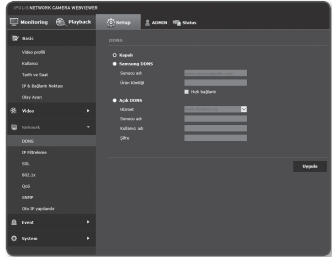 iPOLiS NETWORK CAMERA WEBVIEWER
Monitoring Playback Setup ADMIN Status
Basic
Video profili
Kullanıcı
Tarih ve Saat
IP & Bağlantı Noktası
Olay Ayarı
Video
Network
DDNS
IP Filtreleme
SSL
802.1x
QoS
SNMP
Oto IP yapılandır
Event
System
DDNS
Kapalı
Samsung DDNS
Sunucu adı
Ürün kimliği
Hızlı bağlantı
Açık DDNS
Hizmet
Sunucu adı
Kullanıcı adı
Şifre
Uygula